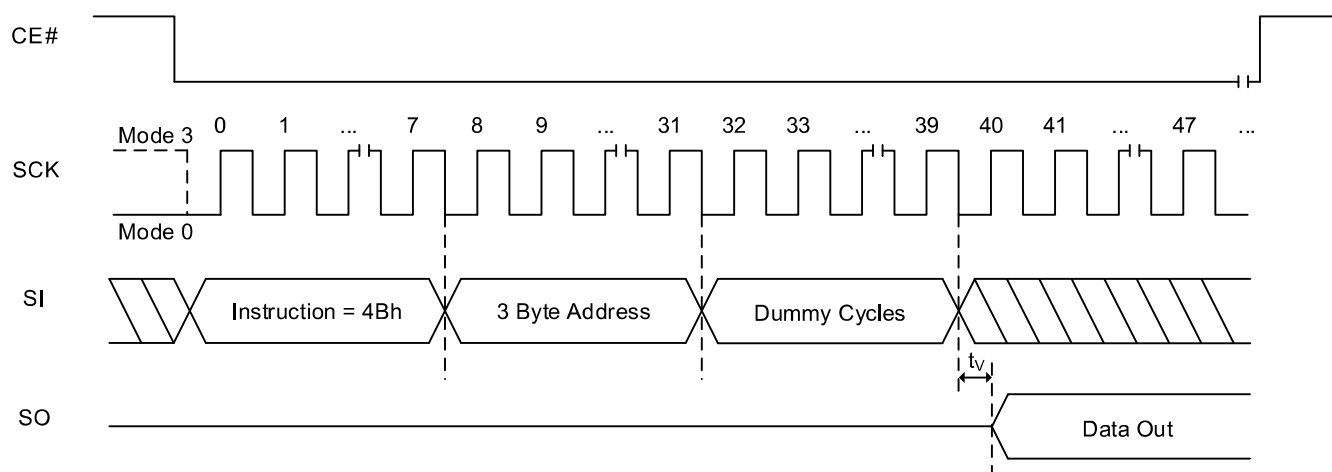 CE#
Mode 3 0 1 ... 7 8 9 ... 31 32 33 ... 39 40 41 ... 47 ...
SCK
Mode 0
SI Instruction = 4Bh 3 Byte Address Dummy Cycles
tV
SO Data Out